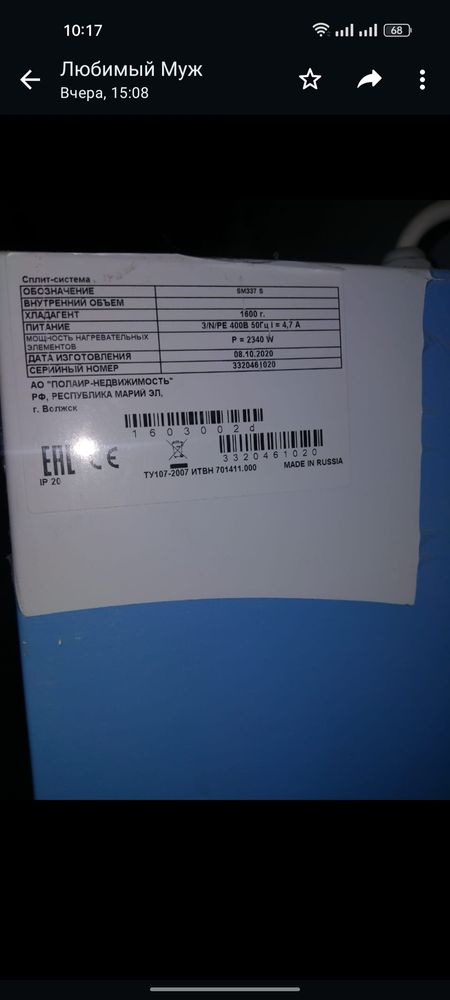 10:17
68
Любимый Муж
Вчера, 15:08
Сплит-система
ОБОЗНАЧЕНИЕ SM337 S
ВНУТРЕННИЙ ОБЪЕМ
ХЛАДАГЕНТ 1600 г.
ПИТАНИЕ 3/N/PE 400В 50Гц I = 4,7 А
МОЩНОСТЬ НАГРЕВАТЕЛЬНЫХ ЭЛЕМЕНТОВ P = 2340 W
ДАТА ИЗГОТОВЛЕНИЯ 08.10.2020
СЕРИЙНЫЙ НОМЕР 3320461020
АО "ПОЛАИР-НЕДВИЖИМОСТЬ"
РФ, РЕСПУБЛИКА МАРИЙ ЭЛ,
г. Волжск
1603002d
3320461020
EAC CE
IP 20
ТУ107-2007 ИТВН 701411.000
MADE IN RUSSIA